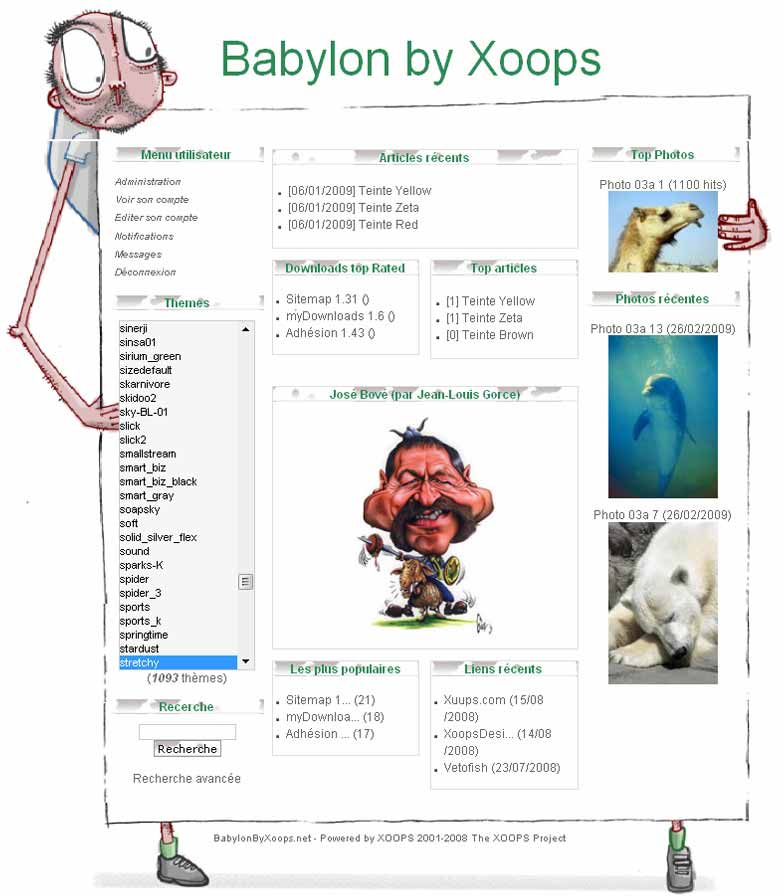 Babylon by Xoops
Menu utilisateur
Administration
Voir son compte
Editer son compte
Notifications
Messages
Déconnexion
Themes
sinerji
sinsa01
sirium_green
sizedefault
skarnivore
skidoo2
sky-BL-01
slick
slick2
smallstream
smart_biz
smart_biz_black
smart_gray
soapsky
soft
solid_silver_flex
sound
sparks-K
spider
spider_3
sports
sports_k
springtime
stardust
stretchy
(1093 thèmes)
Recerche
Recherche
Recherche avancée
Articles récents
[06/01/2009] Teinte Yellow
[06/01/2009] Teinte Zeta
[06/01/2009] Teinte Red
Downloads top Rated
Sitemap 1.31 ()
myDownloads 1.6 ()
Adhésion 1.43 ()
Top articles
[1] Teinte Yellow
[1] Teinte Zeta
[0] Teinte Brown
José Bové (par Jean-Louis Gorce)
Les plus populaires
Sitemap 1... (21)
myDownloa... (18)
Adhésion ... (17)
Liens récents
Xuups.com (15/08
/2008)
XoopsDesi... (14/08
/2008)
Vetofish (23/07/2008)
Top Photos
Photo 03a 1 (1100 hits)
Photos récentes
Photo 03a 13 (26/02/2009)
Photo 03a 7 (26/02/2009)
BabylonByXoops.net - Powered by XOOPS 2001-2008 The XOOPS Project